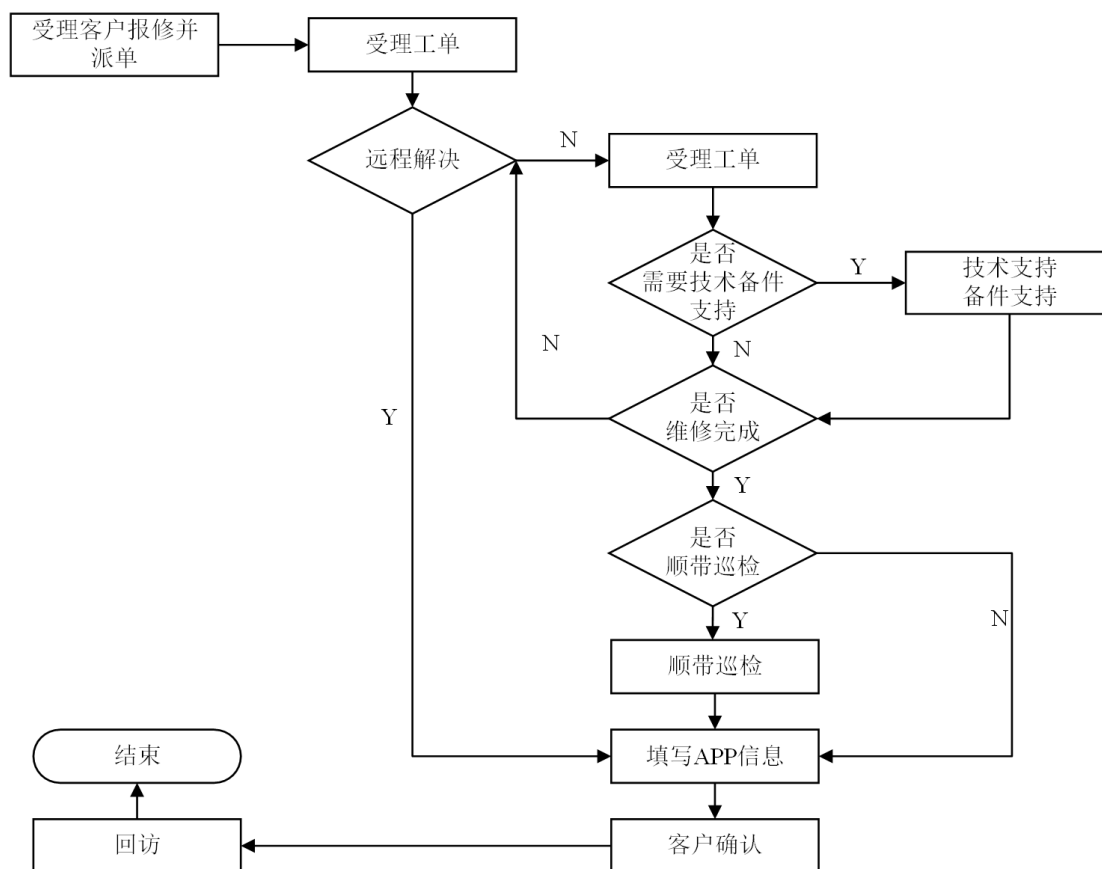 受理客户报修并
派单
受理工单
远程解决
N
受理工单
是否
需要技术备件
支持
Y
技术支持
备件支持
N
N
是否
维修完成
Y
Y
是否
顺带巡检
N
Y
顺带巡检
填写APP信息
结束
客户确认
回访